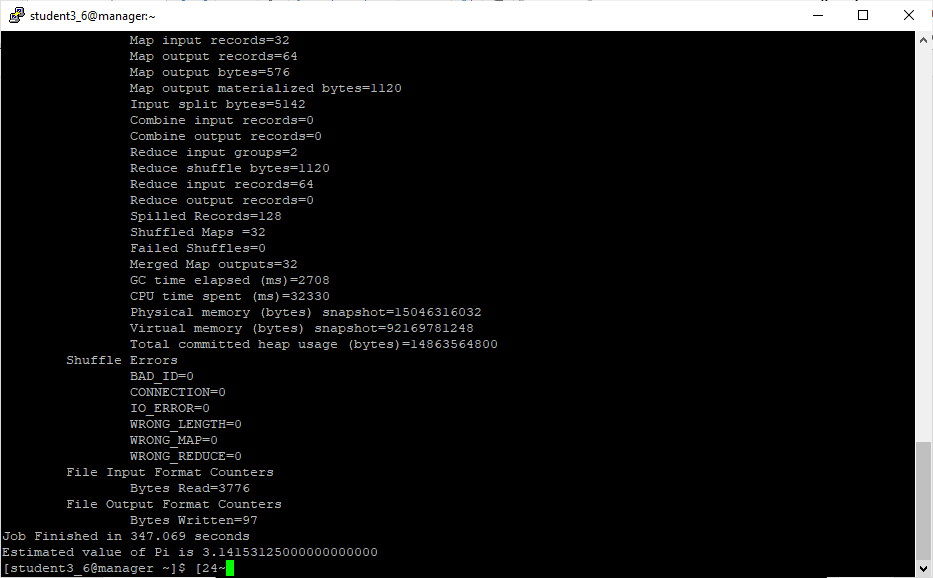 student3_6@manager:~
Map input records=32
Map output records=64
Map output bytes=576
Map output materialized bytes=1120
Input split bytes=5142
Combine input records=0
Combine output records=0
Reduce input groups=2
Reduce shuffle bytes=1120
Reduce input records=64
Reduce output records=0
Spilled Records=128
Shuffled Maps =32
Failed Shuffles=0
Merged Map outputs=32
GC time elapsed (ms)=2708
CPU time spent (ms)=32330
Physical memory (bytes) snapshot=15046316032
Virtual memory (bytes) snapshot=92169781248
Total committed heap usage (bytes)=14863564800
Shuffle Errors
BAD_ID=0
CONNECTION=0
IO_ERROR=0
WRONG_LENGTH=0
WRONG_MAP=0
WRONG_REDUCE=0
File Input Format Counters
Bytes Read=3776
File Output Format Counters
Bytes Written=97
Job Finished in 347.069 seconds
Estimated value of Pi is 3.14153125000000000000
[student3_6@manager ~]$ [24~